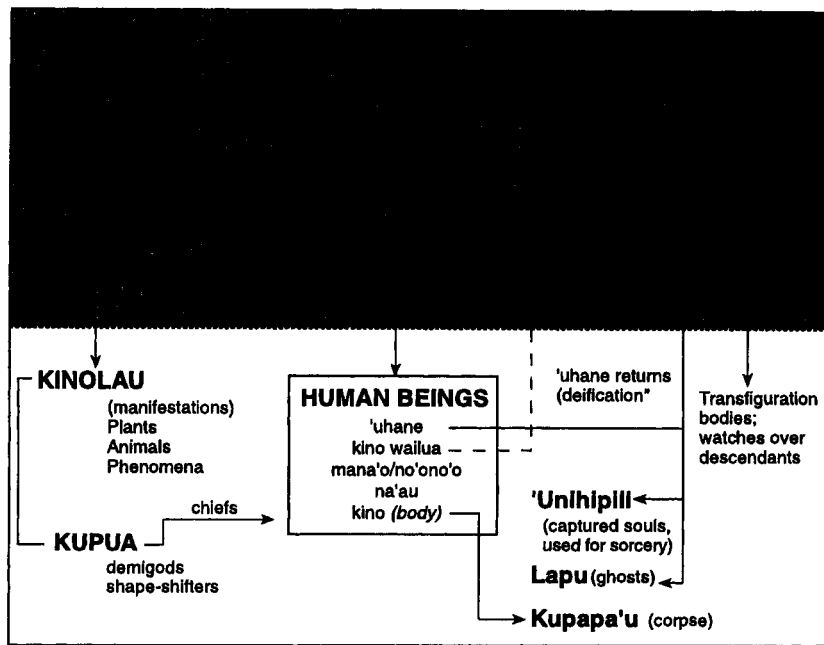 KINOLAU
(manifestations)
Plants
Animals
Phenomena
KUPUA
demigods
shape-shifters
chiefs
HUMAN BEINGS
'uhane
kino wailua
mana'o/no'ono'o
na'au
kino (body)
'uhane returns
(deification"
Transfiguration
bodies;
watches over
descendants
'Unihipili
(captured souls,
used for sorcery)
Lapu (ghosts)
Kupapa'u (corpse)